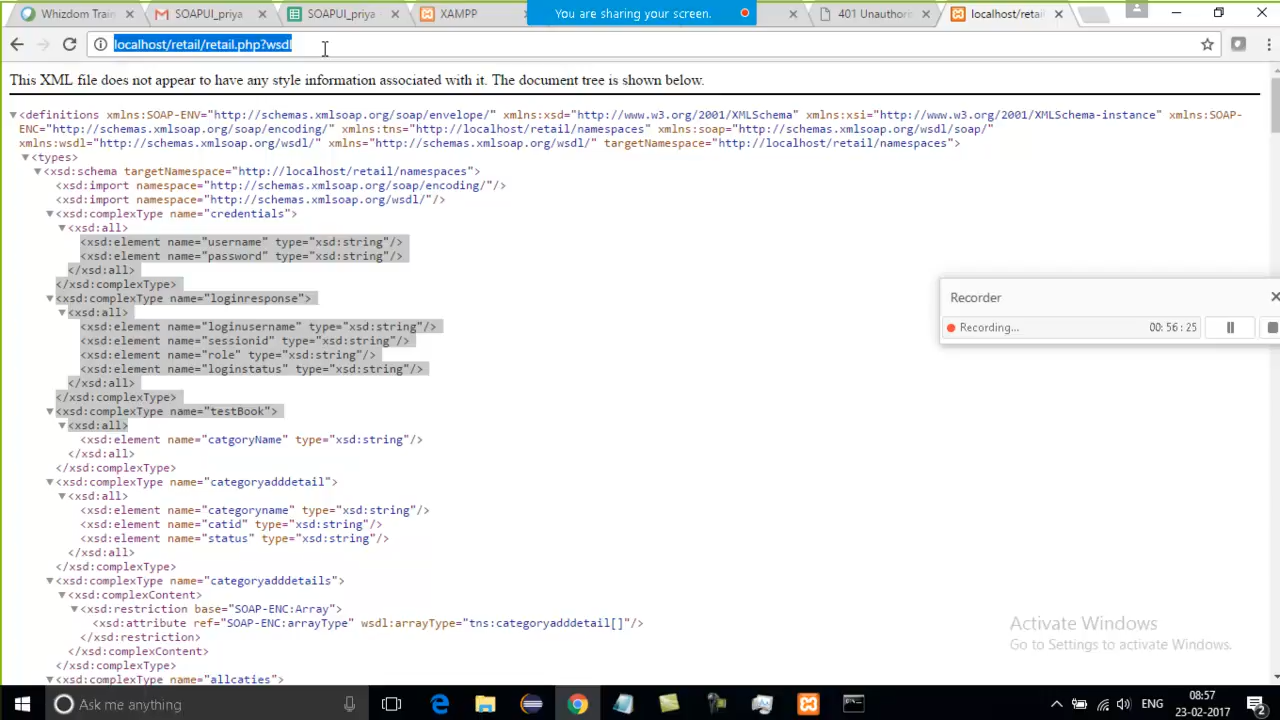 Whizdom Train
SOAPUI_priya
SOAPUI_priya
XAMPP
You are sharing your screen.
401 Unauthoris
localhost/retail
localhost/retail/retail.php?wsdl
This XML file does not appear to have any style information associated with it. The document tree is shown below.
▼<definitions xmlns:SOAP-ENV="http://schemas.xmlsoap.org/soap/envelope/" xmlns:xsd="http://www.w3.org/2001/XMLSchema" xmlns:xsi="http://www.w3.org/2001/XMLSchema-instance" xmlns:SOAP-
ENC="http://schemas.xmlsoap.org/soap/encoding/" xmlns:tns="http://localhost/retail/namespaces" xmlns:soap="http://schemas.xmlsoap.org/wsdl/soap/"
xmlns:wsdl="http://schemas.xmlsoap.org/wsdl/" xmlns="http://schemas.xmlsoap.org/wsdl/" targetNamespace="http://localhost/retail/namespaces">
▼<types>
▼<xsd:schema targetNamespace="http://localhost/retail/namespaces">
<xsd:import namespace="http://schemas.xmlsoap.org/soap/encoding/"/>
<xsd:import namespace="http://schemas.xmlsoap.org/wsdl/"/>
▼<xsd:complexType name="credentials">
▼<xsd:all>
<xsd:element name="username" type="xsd:string"/>
<xsd:element name="password" type="xsd:string"/>
</xsd:all>
</xsd:complexType>
▼<xsd:complexType name="loginresponse">
▼<xsd:all>
<xsd:element name="loginusername" type="xsd:string"/>
<xsd:element name="sessionid" type="xsd:string"/>
<xsd:element name="role" type="xsd:string"/>
<xsd:element name="loginstatus" type="xsd:string"/>
</xsd:all>
</xsd:complexType>
▼<xsd:complexType name="testBook">
▼<xsd:all>
<xsd:element name="catgoryName" type="xsd:string"/>
</xsd:all>
</xsd:complexType>
▼<xsd:complexType name="categoryadddetail">
▼<xsd:all>
<xsd:element name="categoryname" type="xsd:string"/>
<xsd:element name="catid" type="xsd:string"/>
<xsd:element name="status" type="xsd:string"/>
</xsd:all>
</xsd:complexType>
▼<xsd:complexType name="categoryadddetails">
▼<xsd:complexContent>
▼<xsd:restriction base="SOAP-ENC:Array">
<xsd:attribute ref="SOAP-ENC:arrayType" wsdl:arrayType="tns:categoryadddetail[]"/>
</xsd:restriction>
</xsd:complexContent>
</xsd:complexType>
▼<xsd:complexType name="allcaties">
Recorder
Recording...
00:56:25
Activate Windows
Go to Settings to activate Windows.
Ask me anything
ENG
08:57
23-02-2017
2